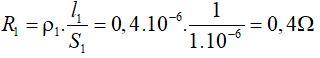 R₁ = ρ₁.l₁/S₁ = 0,4.10⁻⁶.1/1.10⁻⁶ = 0,4Ω